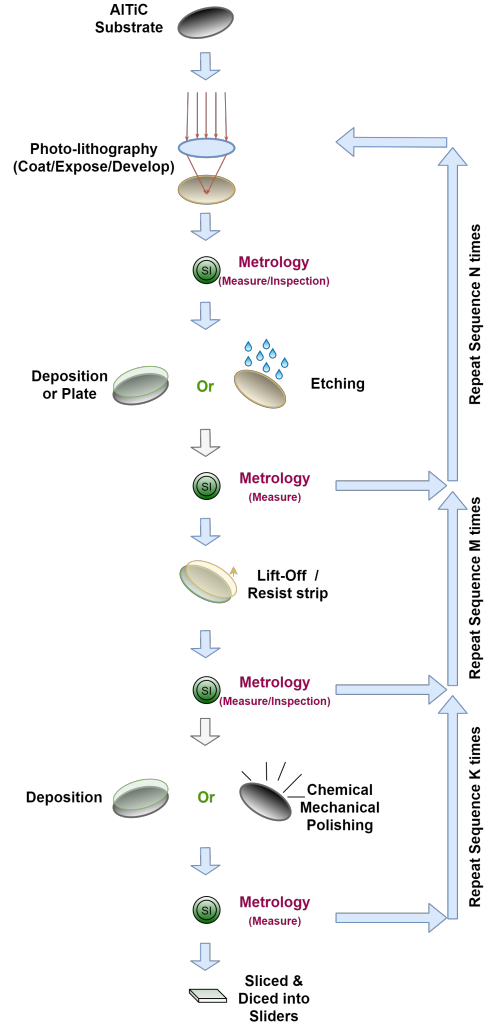 AlTiC
Substrate
Photo-lithography
(Coat/Expose/Develop)
SI
Metrology
(Measure/Inspection)
Deposition
or Plate
Or
Etching
SI
Metrology
(Measure)
Lift-Off /
Resist strip
SI
Metrology
(Measure/Inspection)
Deposition
Or
Chemical
Mechanical
Polishing
SI
Metrology
(Measure)
Sliced &
Diced into
Sliders
Repeat Sequence N times
Repeat Sequence M times
Repeat Sequence K times